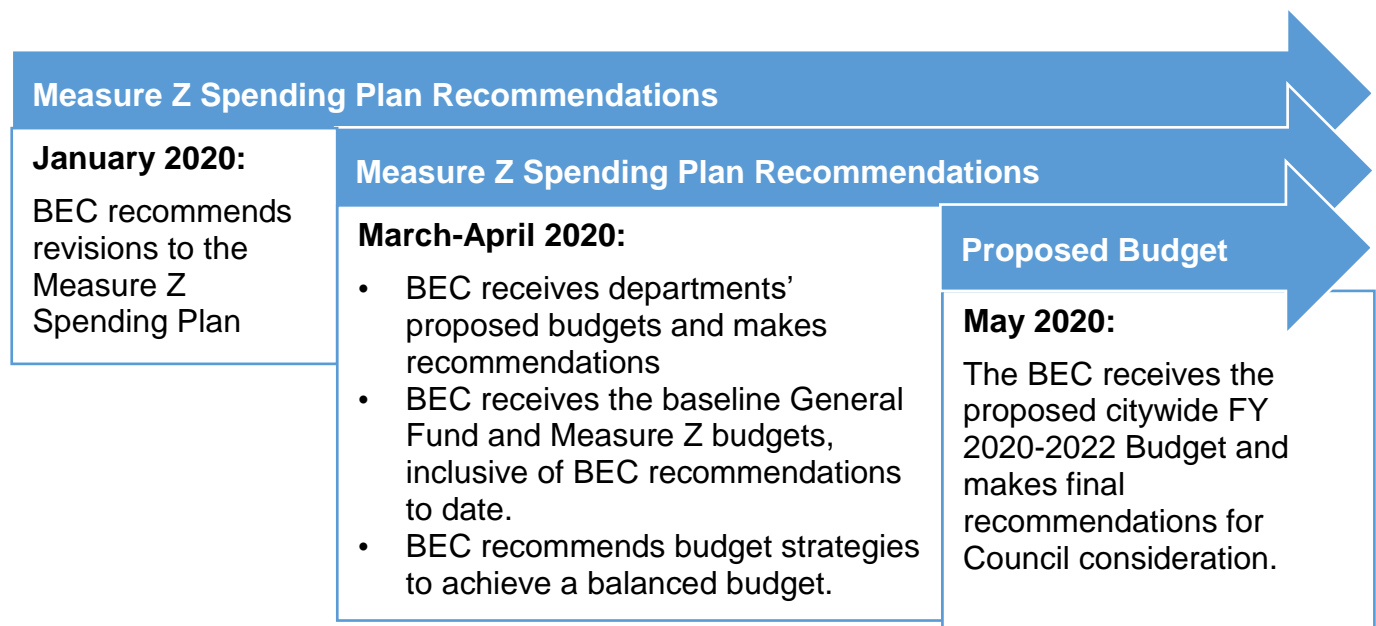 Measure Z Spending Plan Recommendations
January 2020:
BEC recommends
revisions to the
Measure Z
Spending Plan
Measure Z Spending Plan Recommendations
March-April 2020:
• BEC receives departments’
proposed budgets and makes
recommendations
• BEC receives the baseline General
Fund and Measure Z budgets,
inclusive of BEC recommendations
to date.
• BEC recommends budget strategies
to achieve a balanced budget.
Proposed Budget
May 2020:
The BEC receives the
proposed citywide FY
2020-2022 Budget and
makes final
recommendations for
Council consideration.